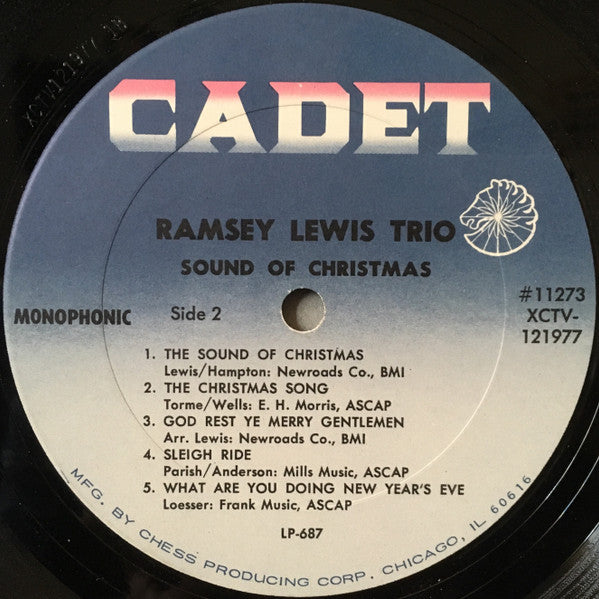 XCTV121977 1B
CADET
RAMSEY LEWIS TRIO
SOUND OF CHRISTMAS
MONOPHONIC
Side 2
#11273
XCTV-
121977
1. THE SOUND OF CHRISTMAS
Lewis/Hampton: Newroads Co., BMI
2. THE CHRISTMAS SONG
Torme/Wells: E. H. Morris, ASCAP
3. GOD REST YE MERRY GENTLEMEN
Arr. Lewis: Newroads Co., BMI
4. SLEIGH RIDE
Parish/Anderson: Mills Music, ASCAP
5. WHAT ARE YOU DOING NEW YEAR'S EVE
Loesser: Frank Music, ASCAP
LP-687
MFG. BY CHESS PRODUCING CORP. CHICAGO, IL 60616